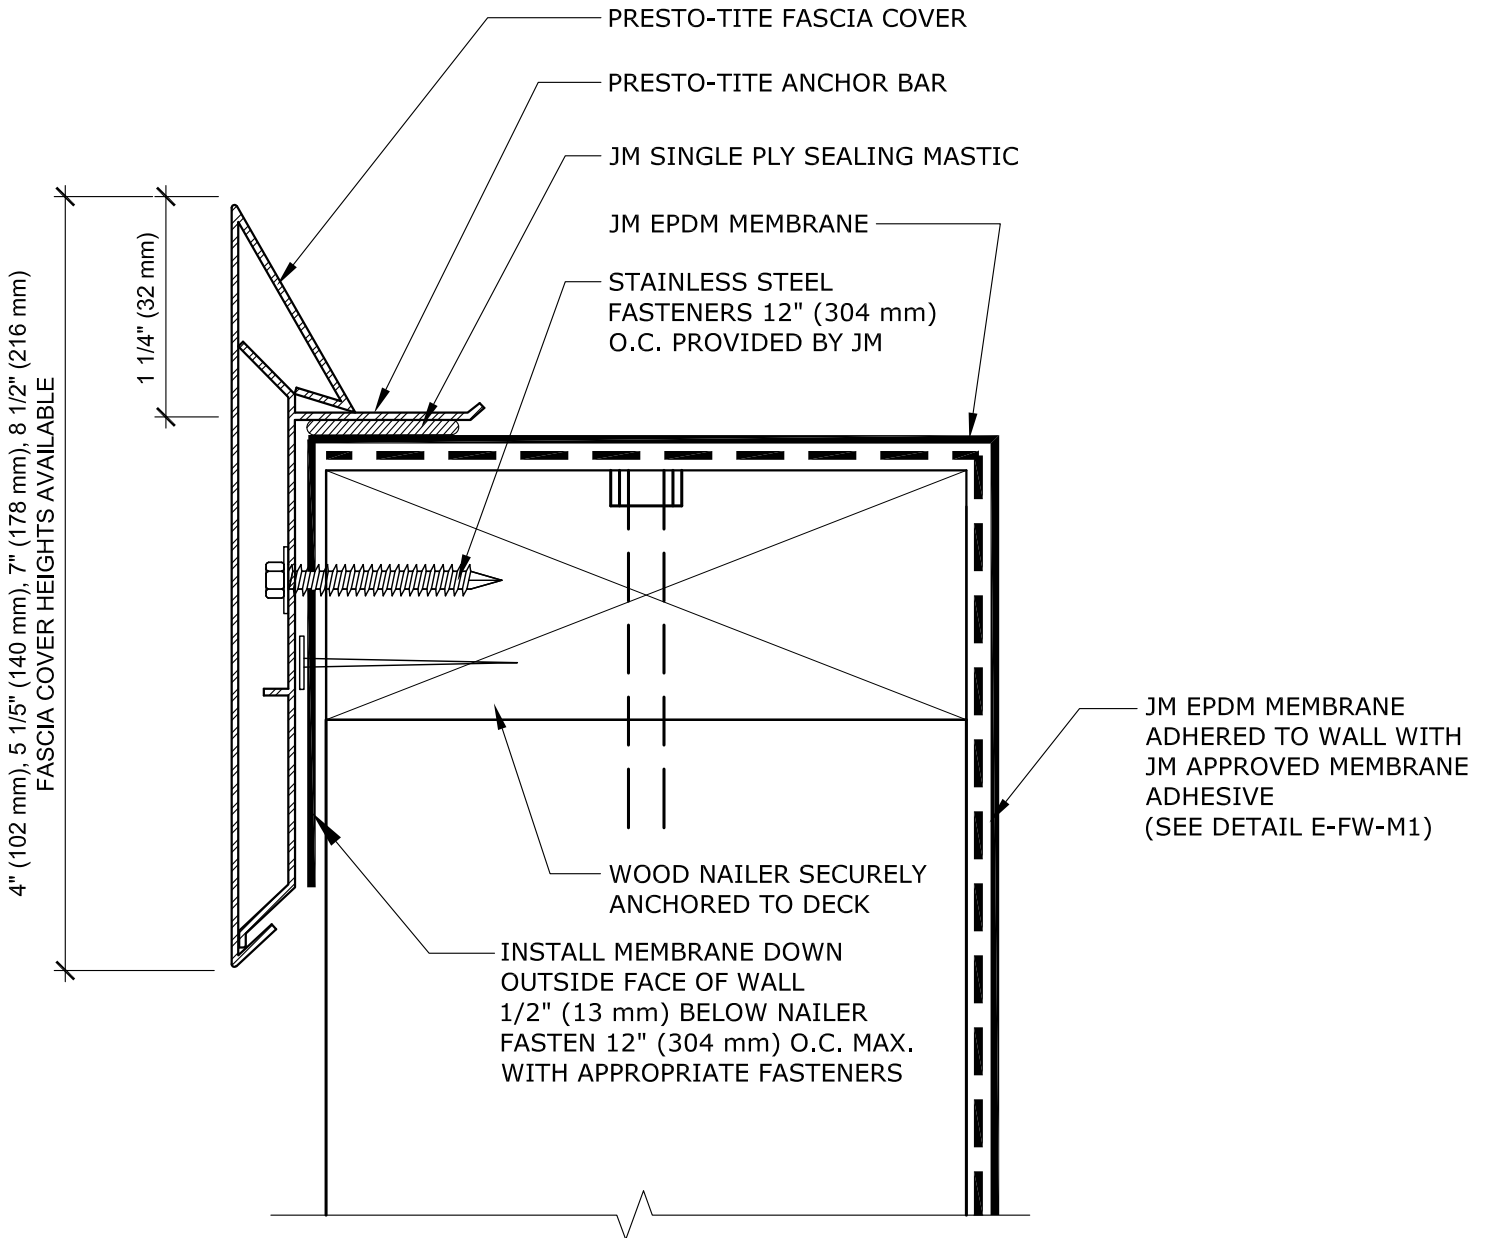 PRESTO-TITE FASCIA COVER
PRESTO-TITE ANCHOR BAR
JM SINGLE PLY SEALING MASTIC
JM EPDM MEMBRANE
STAINLESS STEEL
FASTENERS 12" (304 mm)
O.C. PROVIDED BY JM
4" (102 mm), 5 1/5" (140 mm), 7" (178 mm), 8 1/2" (216 mm)
FASCIA COVER HEIGHTS AVAILABLE
1 1/4" (32 mm)
JM EPDM MEMBRANE
ADHERED TO WALL WITH
JM APPROVED MEMBRANE
ADHESIVE
(SEE DETAIL E-FW-M1)
WOOD NAILER SECURELY
ANCHORED TO DECK
INSTALL MEMBRANE DOWN
OUTSIDE FACE OF WALL
1/2" (13 mm) BELOW NAILER
FASTEN 12" (304 mm) O.C. MAX.
WITH APPROPRIATE FASTENERS